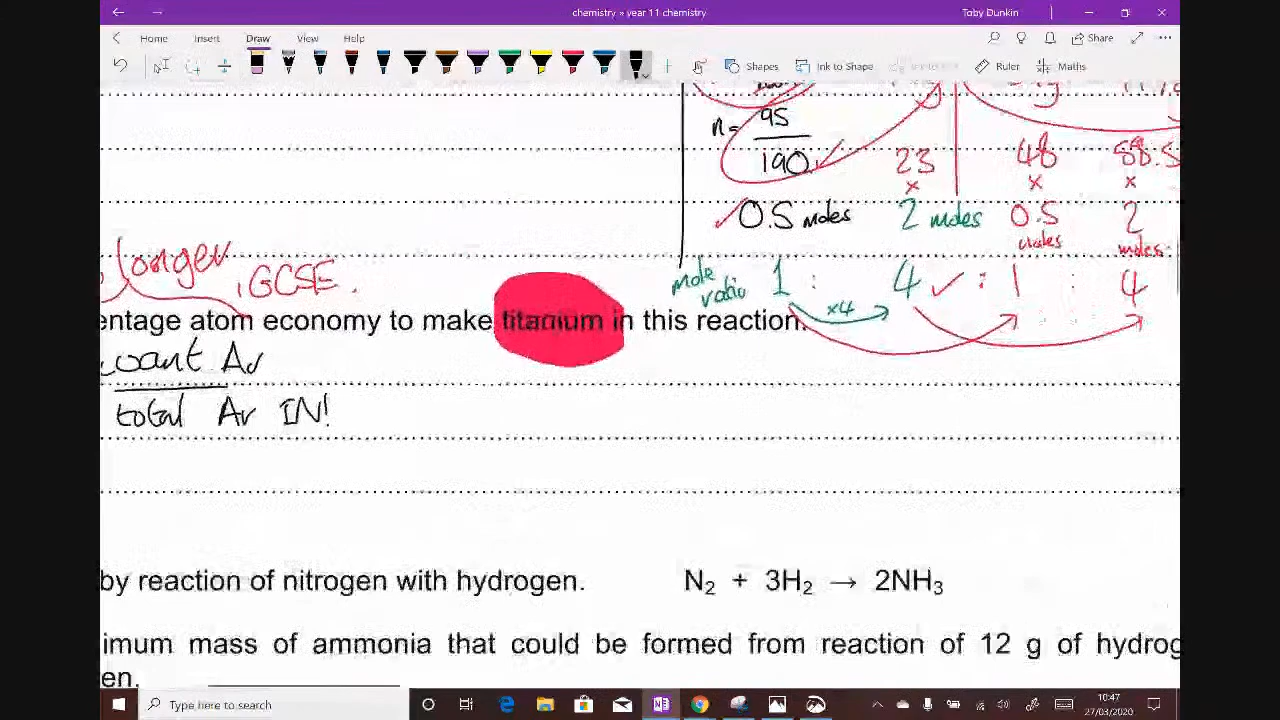 chemistry » year 11 chemistry
Toby Dunkin
Home Insert Draw View Help
Share
Shapes
Ink to Shape
Ruler
Maths
n= 95
190
23
48
58.5
x x x
0.5 moles
2 moles
0.5 moles
2 moles
longer
GCSE.
mole ratio 1 : 4 : 1 : 4
x4
entage atom economy to make titanium in this reaction.
want Ar
total Ar IN!
by reaction of nitrogen with hydrogen. N₂ + 3H₂ → 2NH₃
imum mass of ammonia that could be formed from reaction of 12 g of hydrog
en.
Type here to search
10:47
27/03/2020